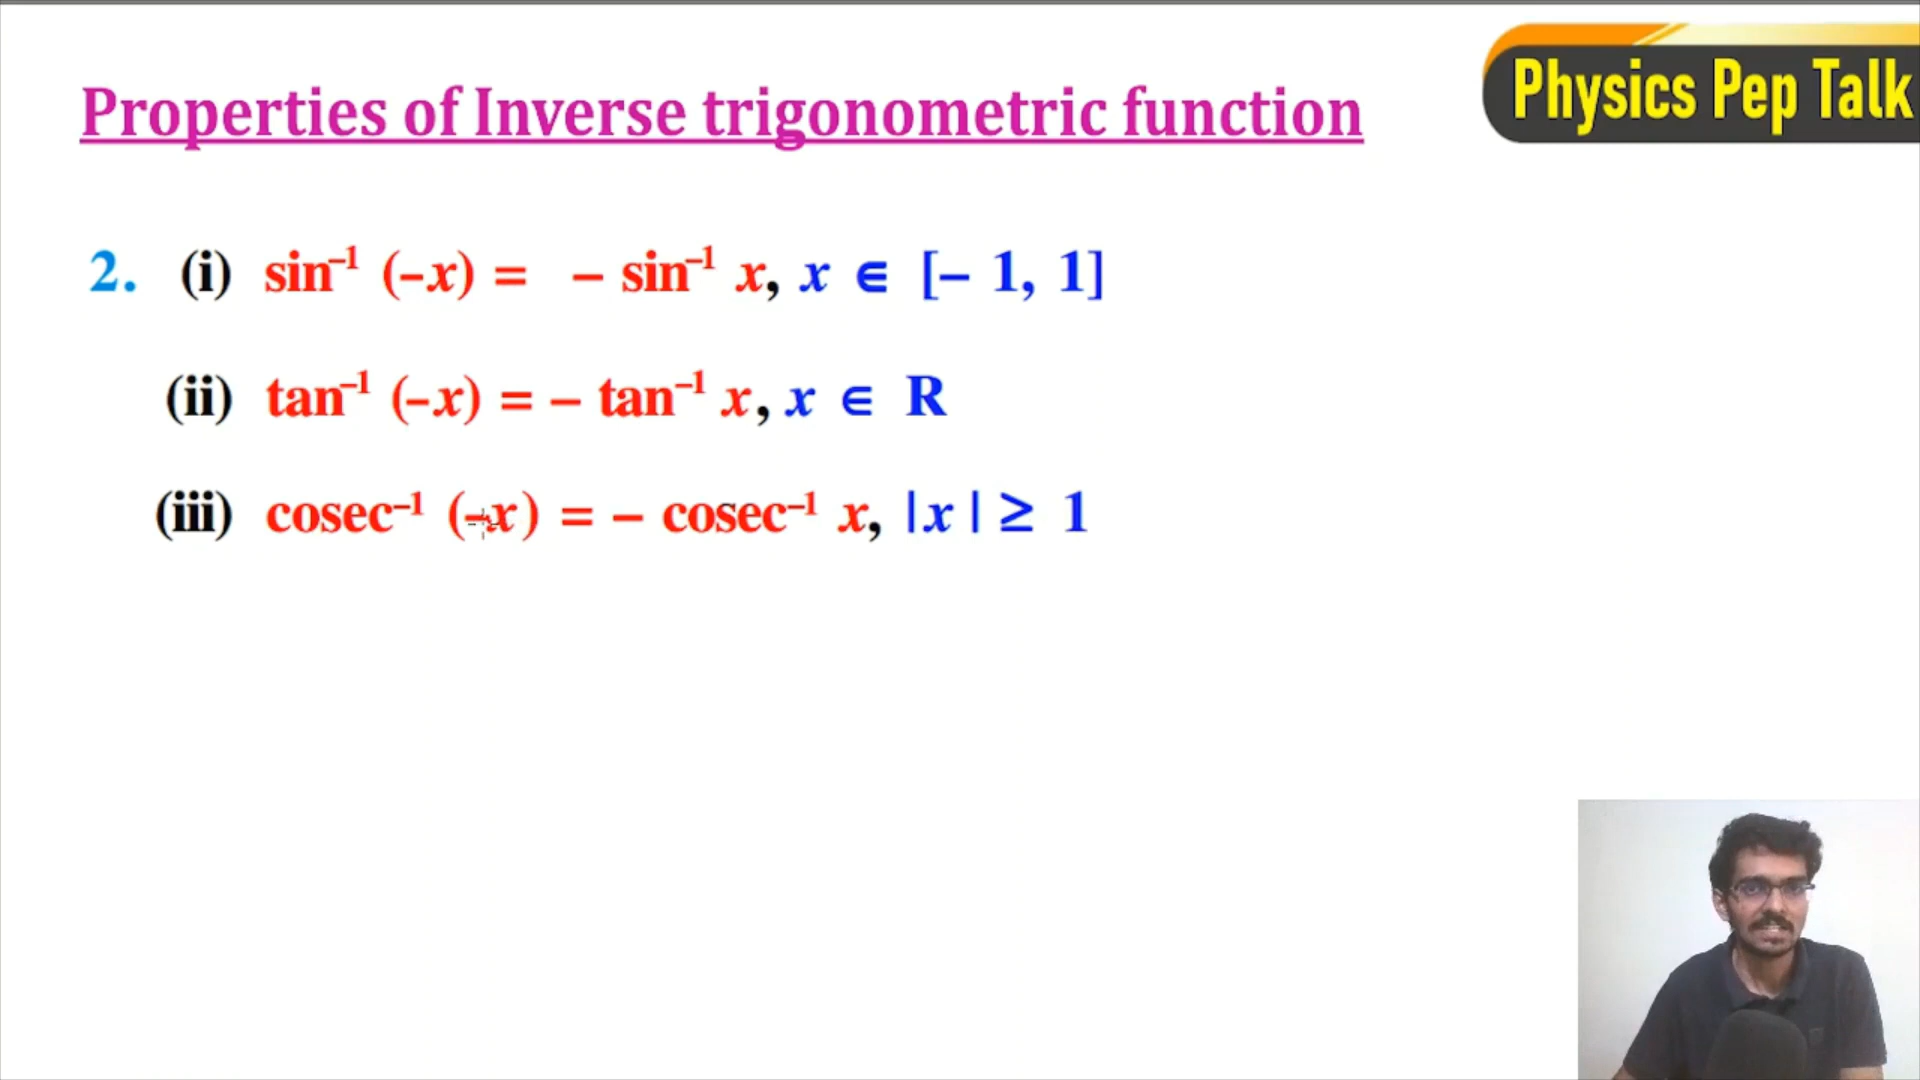 Physics Pep Talk
Properties of Inverse trigonometric function
2. (i) sin⁻¹ (–x) = – sin⁻¹ x, x ∈ [– 1, 1]
(ii) tan⁻¹ (–x) = – tan⁻¹ x, x ∈ R
(iii) cosec⁻¹ (–x) = – cosec⁻¹ x, |x | ≥ 1